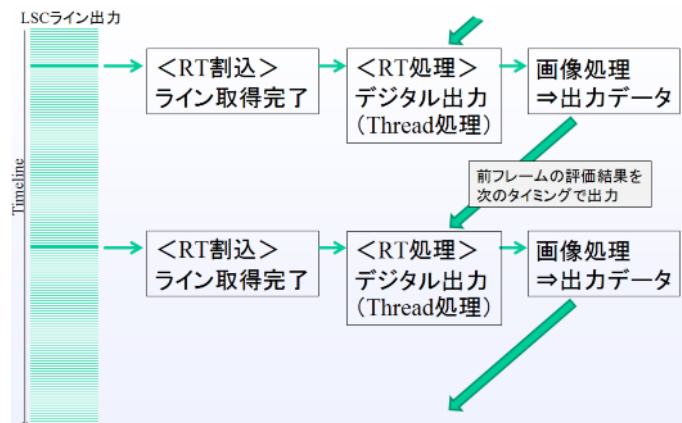 LSCライン出力
Timeline
＜RT割込＞
ライン取得完了
＜RT処理＞
デジタル出力
（Thread処理）
画像処理
⇒出力データ
前フレームの評価結果を
次のタイミングで出力
＜RT割込＞
ライン取得完了
＜RT処理＞
デジタル出力
（Thread処理）
画像処理
⇒出力データ